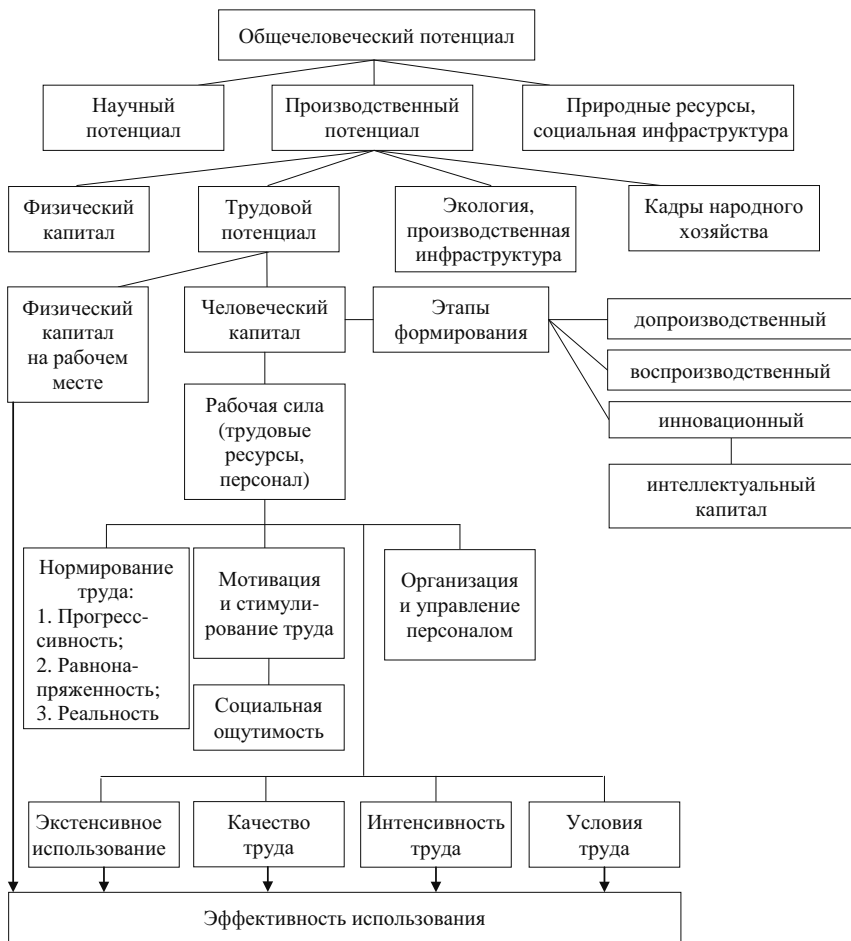 Общечеловеческий потенциал
Научный
потенциал
Производственный
потенциал
Природные ресурсы,
социальная инфраструктура
Физический
капитал
Трудовой
потенциал
Экология,
производственная
инфраструктура
Кадры народного
хозяйства
Физический
капитал
на рабочем
месте
Человеческий
капитал
Этапы
формирования
допроизводственный
воспроизводственный
инновационный
интеллектуальный
капитал
Рабочая сила
(трудовые
ресурсы,
персонал)
Нормирование
труда:
1. Прогресс-
сивность;
2. Равнона-
пряженность;
3. Реальность
Мотивация
и стимули-
рование труда
Организация
и управление
персоналом
Социальная
ощутимость
Экстенсивное
использование
Качество
труда
Интенсивность
труда
Условия
труда
Эффективность использования